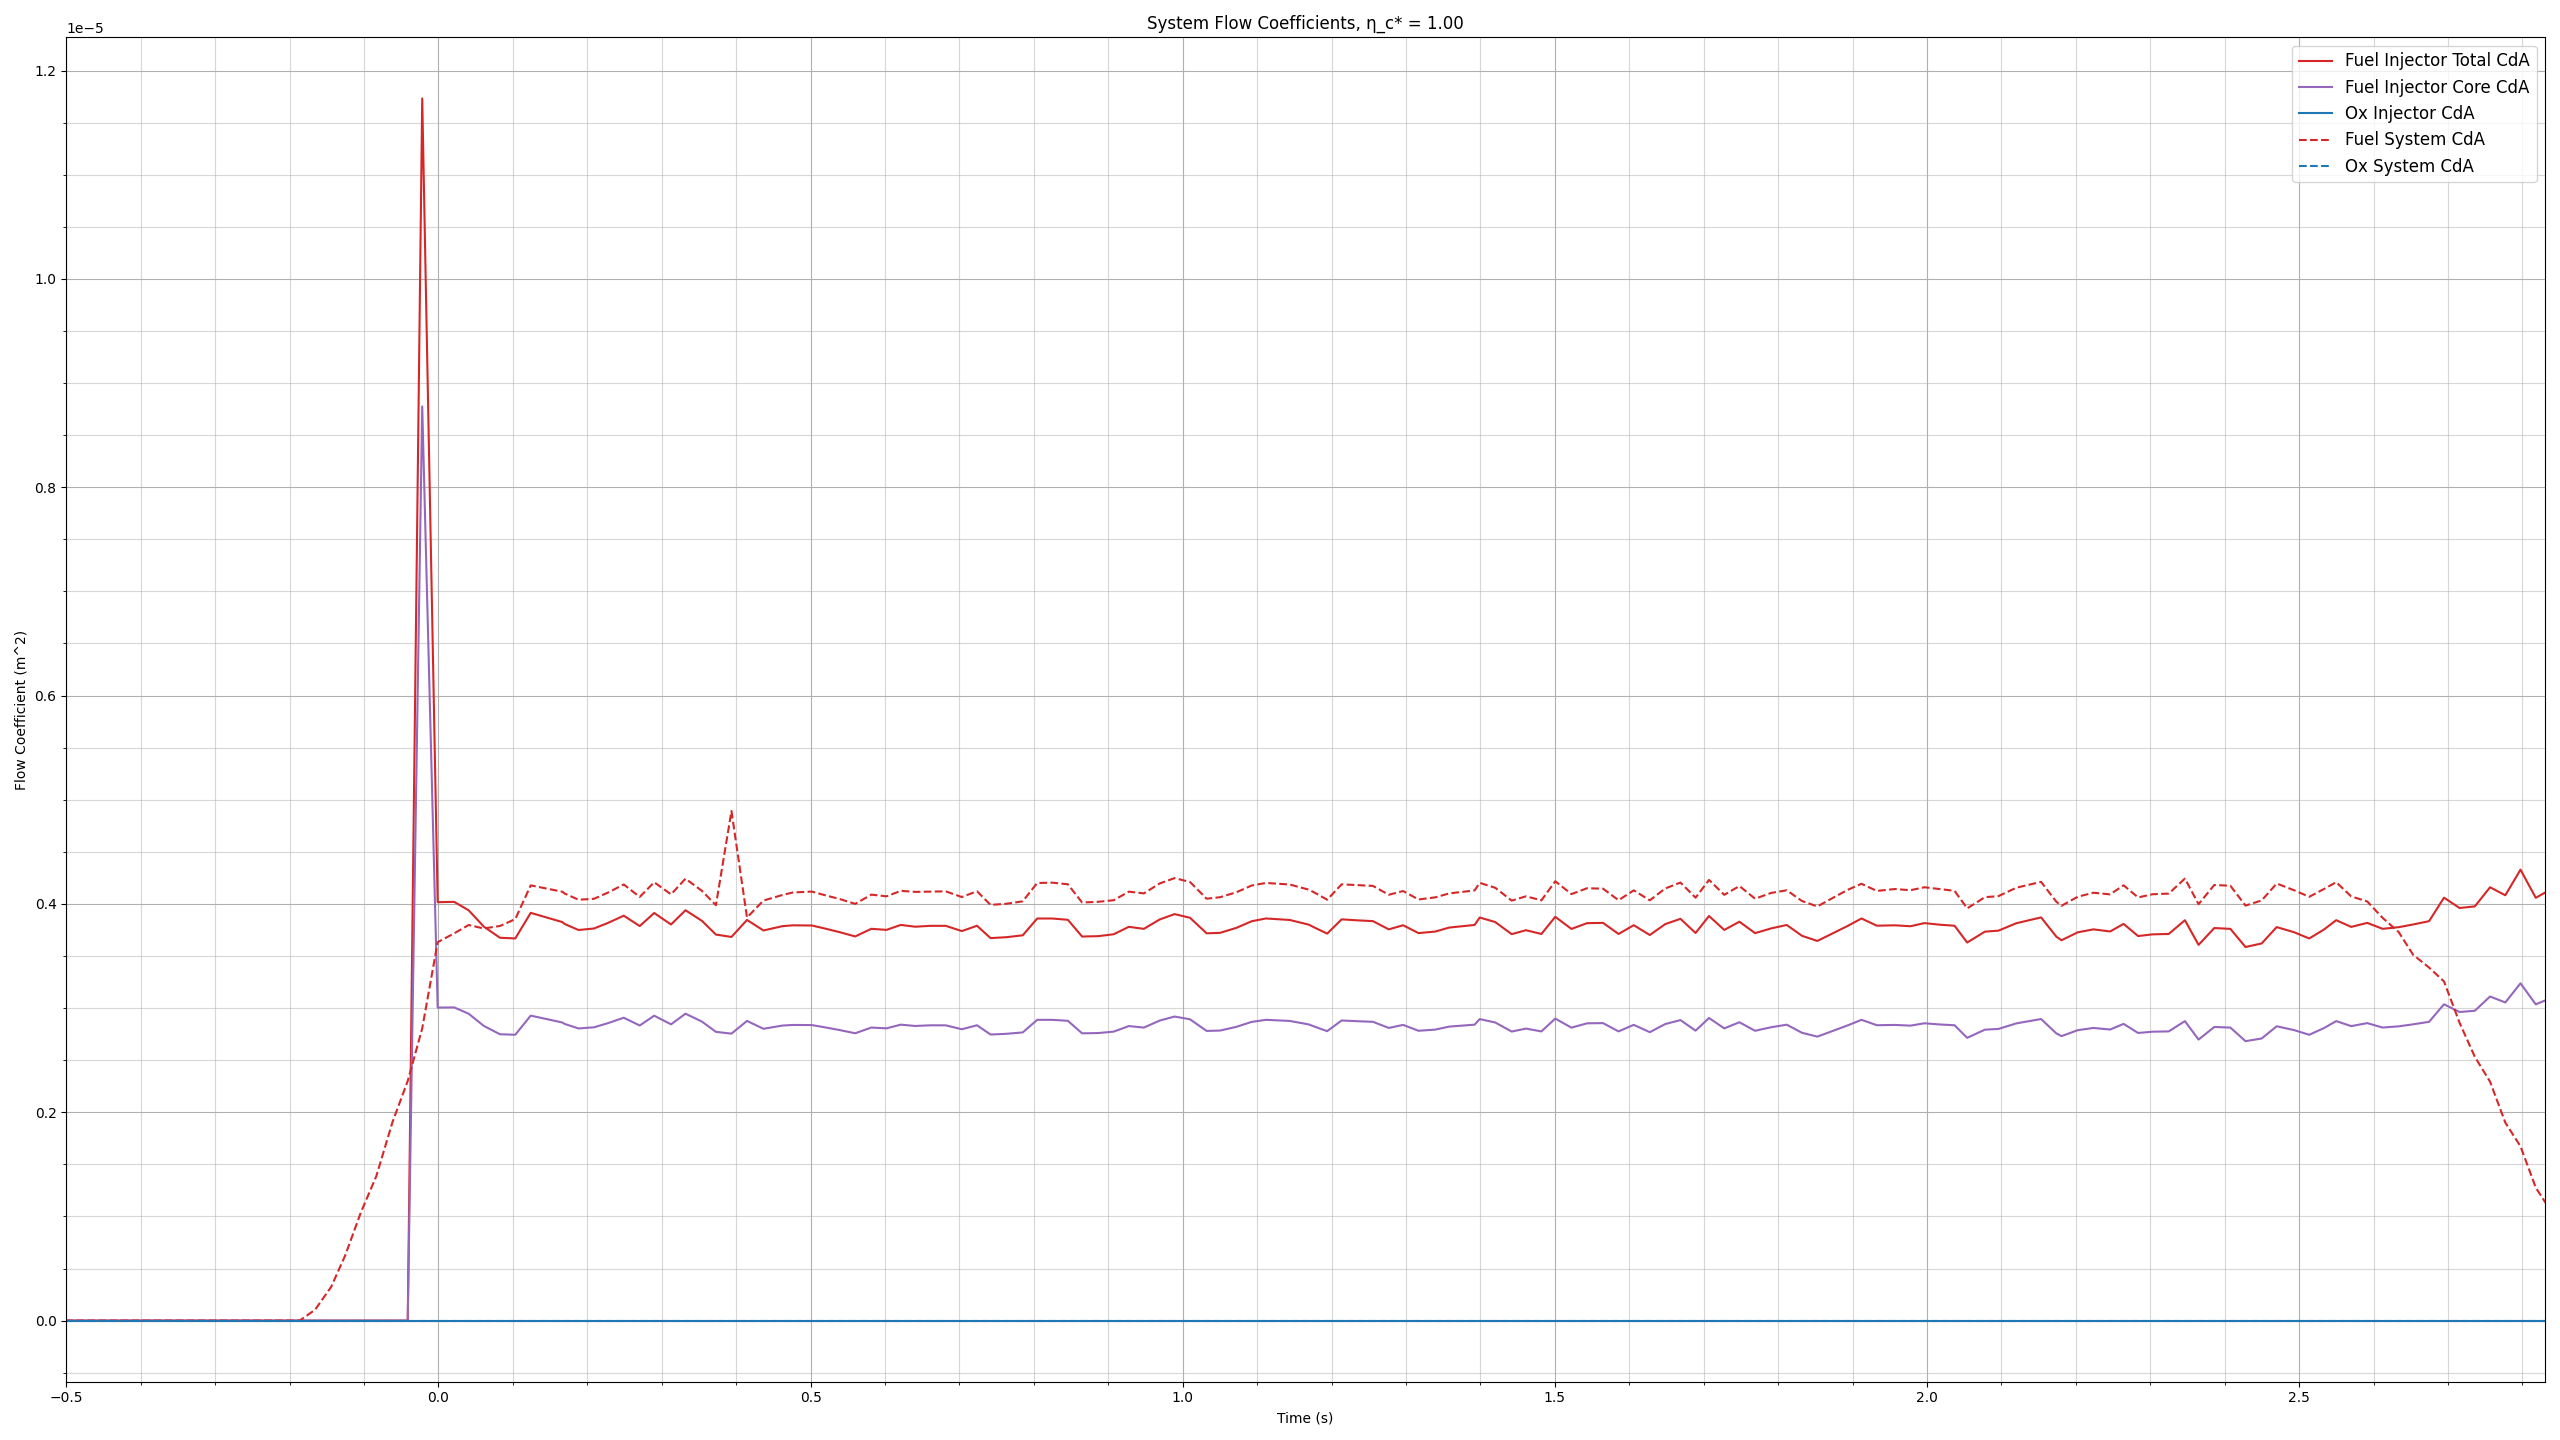 System Flow Coefficients, η_c* = 1.00
1e−5
1.2
1.0
0.8
0.6
0.4
0.2
0.0
Flow Coefficient (m^2)
Fuel Injector Total CdA
Fuel Injector Core CdA
Ox Injector CdA
Fuel System CdA
Ox System CdA
−0.5
0.0
0.5
1.0
1.5
2.0
2.5
Time (s)